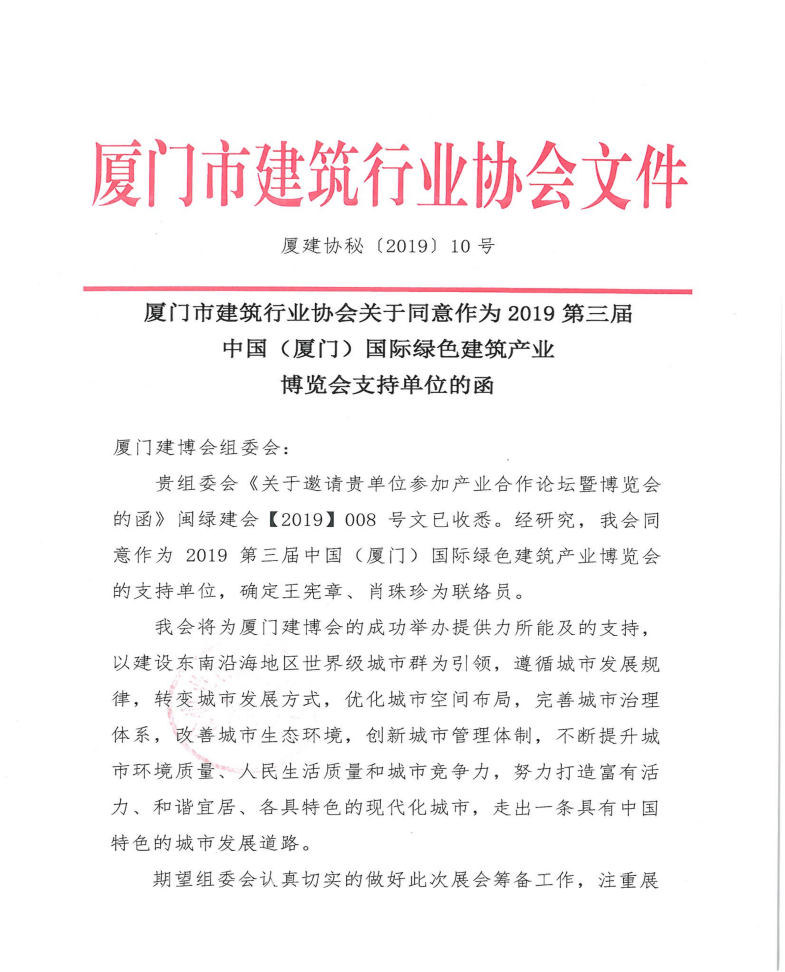 厦门市建筑行业协会文件
厦建协秘〔2019〕10 号
厦门市建筑行业协会关于同意作为 2019 第三届
中国（厦门）国际绿色建筑产业
博览会支持单位的函
厦门建博会组委会：
贵组委会《关于邀请贵单位参加产业合作论坛暨博览会
的函》闽绿建会【2019】008 号文已收悉。经研究，我会同
意作为 2019 第三届中国（厦门）国际绿色建筑产业博览会
的支持单位，确定王宪章、肖珠珍为联络员。
我会将为厦门建博会的成功举办提供力所能及的支持，
以建设东南沿海地区世界级城市群为引领，遵循城市发展规
律，转变城市发展方式，优化城市空间布局，完善城市治理
体系，改善城市生态环境，创新城市管理体制，不断提升城
市环境质量、人民生活质量和城市竞争力，努力打造富有活
力、和谐宜居、各具特色的现代化城市，走出一条具有中国
特色的城市发展道路。
期望组委会认真切实的做好此次展会筹备工作，注重展